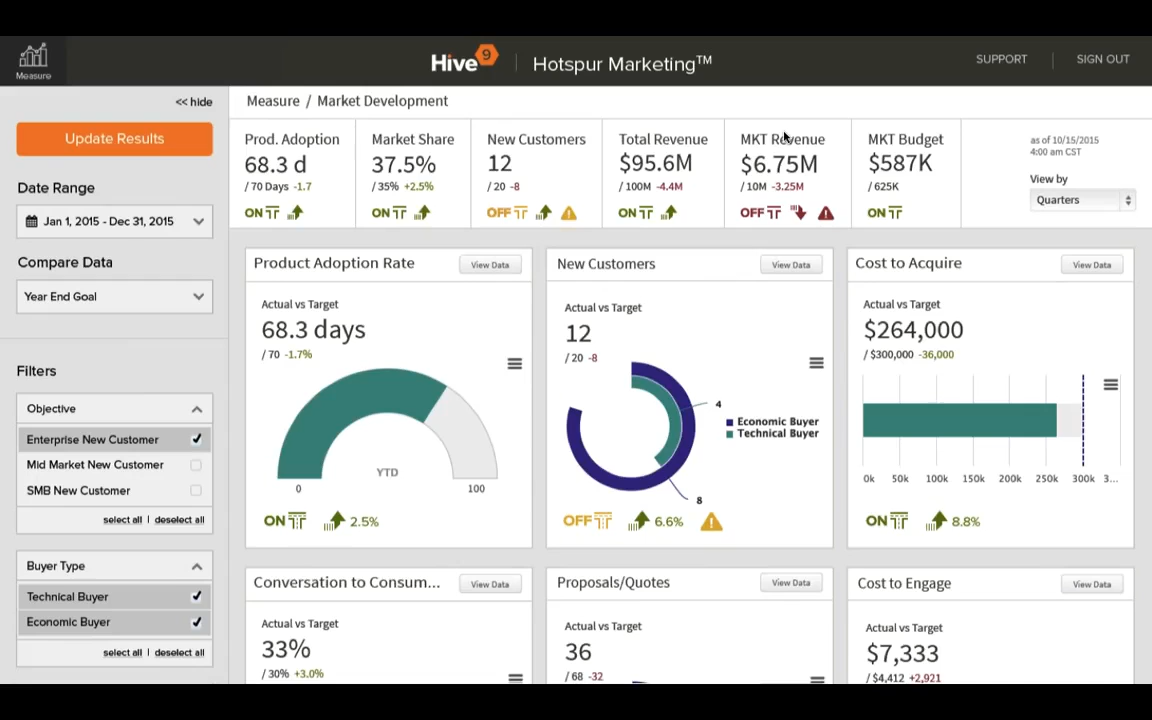 Measure
Hive9 | Hotspur Marketing™
SUPPORT | SIGN OUT
<< hide
Update Results
Date Range
Jan 1, 2015 - Dec 31, 2015
Compare Data
Year End Goal
Filters
Objective
Enterprise New Customer
Mid Market New Customer
SMB New Customer
select all | deselect all
Buyer Type
Technical Buyer
Economic Buyer
select all | deselect all
Measure / Market Development
Prod. Adoption
68.3 d
/ 70 Days -1.7
ON
Market Share
37.5%
/ 35% +2.5%
ON
New Customers
12
/ 20 -8
OFF
Total Revenue
$95.6M
/ 100M -4.4M
ON
MKT Revenue
$6.75M
/ 10M -3.25M
OFF
MKT Budget
$587K
/ 625K
ON
as of 10/15/2015
4:00 am CST
View by
Quarters
Product Adoption Rate
View Data
Actual vs Target
68.3 days
/ 70 -1.7%
YTD
0 100
ON 2.5%
New Customers
View Data
Actual vs Target
12
/ 20 -8
4
Economic Buyer
Technical Buyer
8
OFF 6.6%
Cost to Acquire
View Data
Actual vs Target
$264,000
/ $300,000 -36,000
0k 50k 100k 150k 200k 250k 300k 3...
ON 8.8%
Conversation to Consum...
View Data
Actual vs Target
33%
/ 30% +3.0%
Proposals/Quotes
View Data
Actual vs Target
36
/ 68 -32
Cost to Engage
View Data
Actual vs Target
$7,333
/ $4,412 +2,921